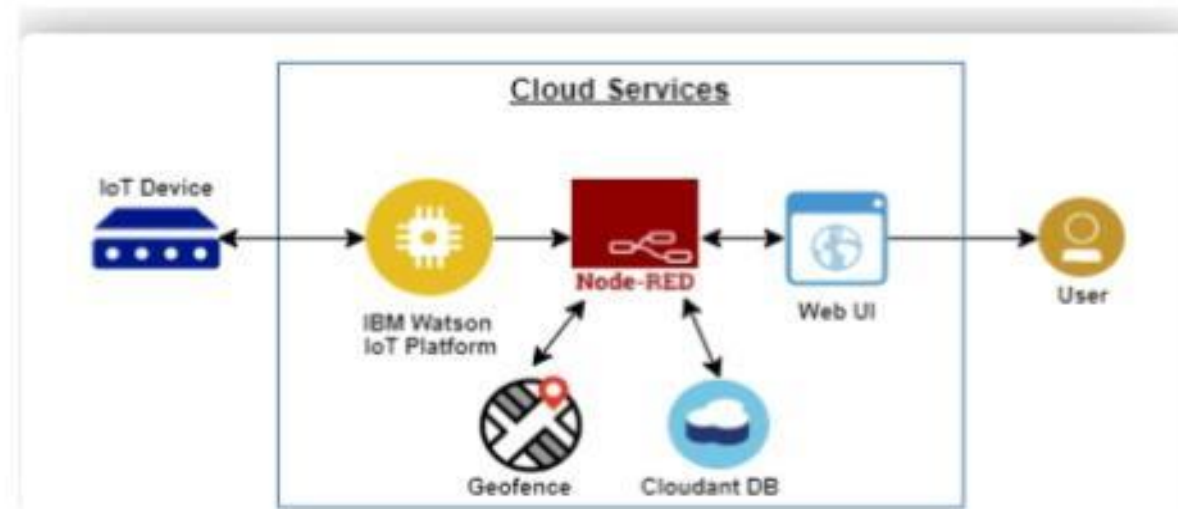 Cloud Services
IoT Device
Node-RED
IBM Watson
IoT Platform
Web UI
User
Geofence
Cloudant DB